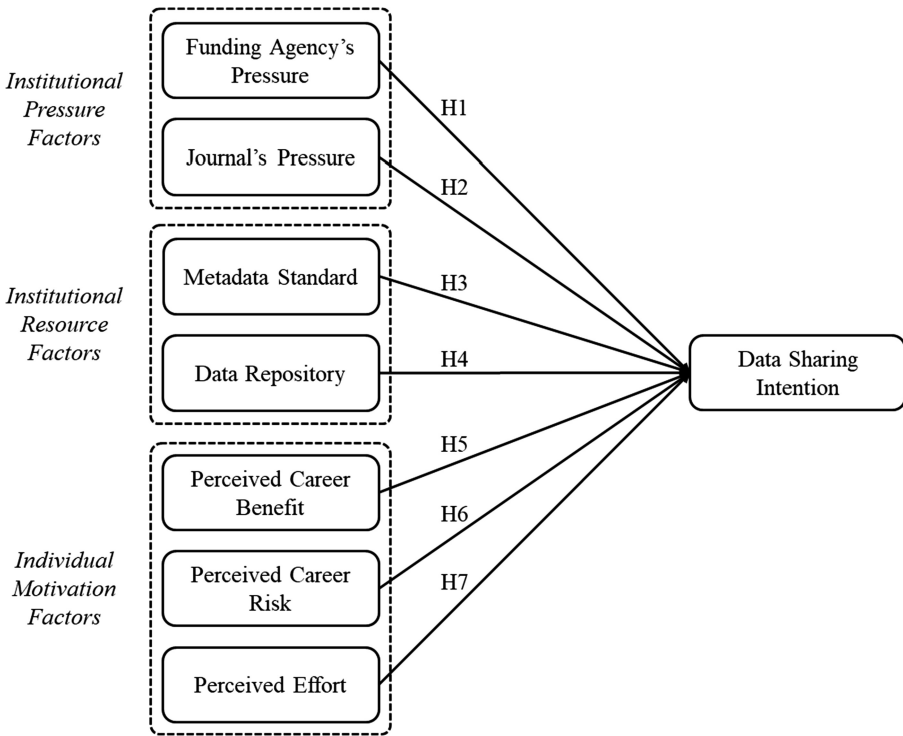 Institutional
Pressure
Factors
Funding Agency's
Pressure
Journal's Pressure
H1
H2
Institutional
Resource
Factors
Metadata Standard
Data Repository
H3
H4
Data Sharing
Intention
Individual
Motivation
Factors
Perceived Career
Benefit
Perceived Career
Risk
Perceived Effort
H5
H6
H7